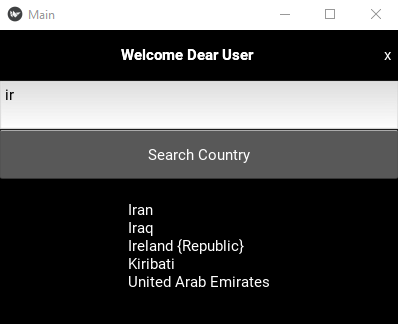 Main
Welcome Dear User
x
ir
Search Country
Iran
Iraq
Ireland {Republic}
Kiribati
United Arab Emirates